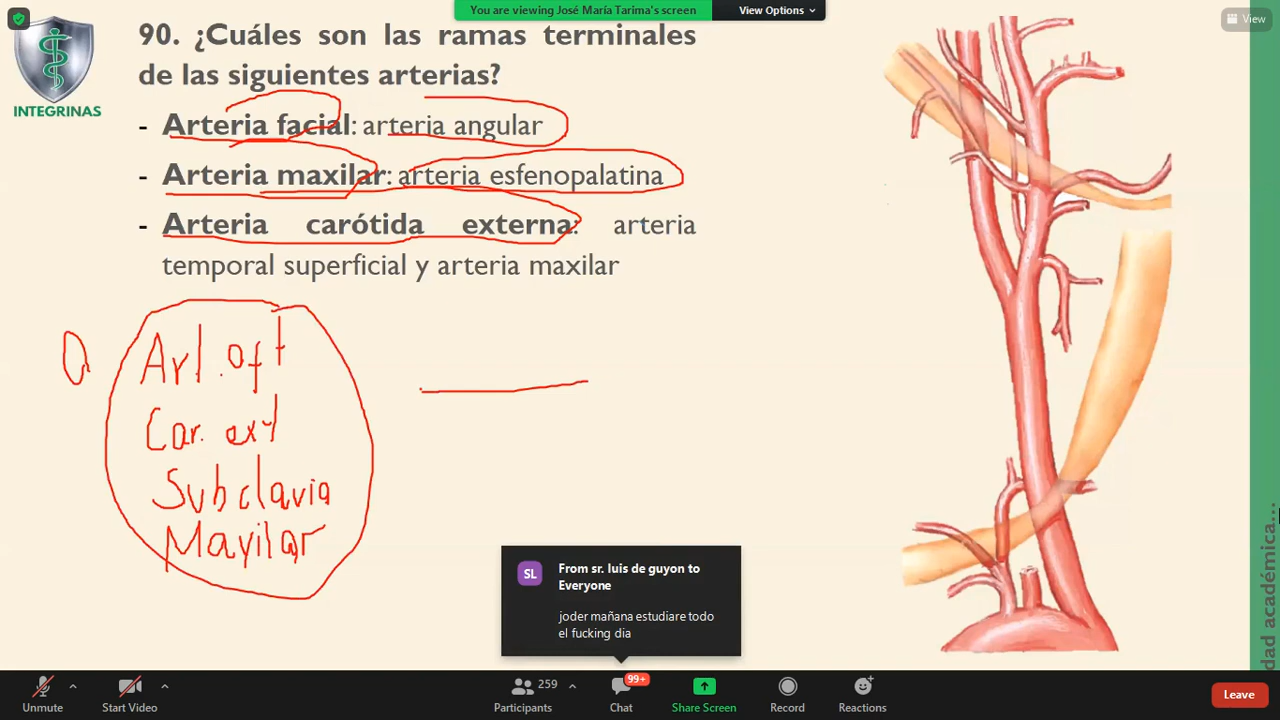 You are viewing José María Tarima's screen
View Options
View
INTEGRINAS
90. ¿Cuáles son las ramas terminales
de las siguientes arterias?
- Arteria facial: arteria angular
- Arteria maxilar: arteria esfenopalatina
- Arteria carótida externa: arteria
temporal superficial y arteria maxilar
Art. oft
Car. ext
Subclavia
Maxilar
SL
From sr. luis de guyon to
Everyone
joder mañana estudiare todo
el fucking dia
dad académica...
Unmute
Start Video
259
Participants
99+
Chat
Share Screen
Record
Reactions
Leave